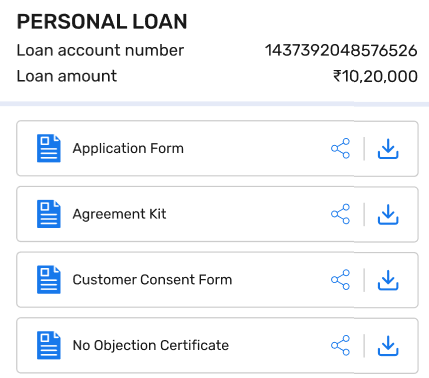 PERSONAL LOAN
Loan account number 1437392048576526
Loan amount ₹10,20,000
Application Form
Agreement Kit
Customer Consent Form
No Objection Certificate